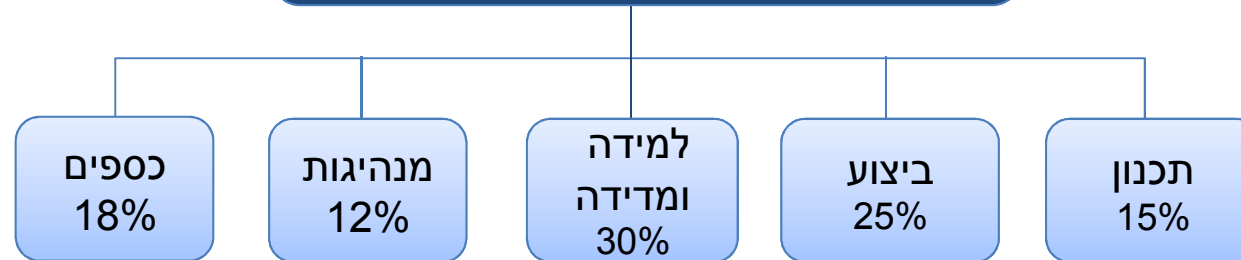 תכנון
15%
ביצוע
25%
למידה
ומדידה
30%
מנהיגות
12%
כספים
18%